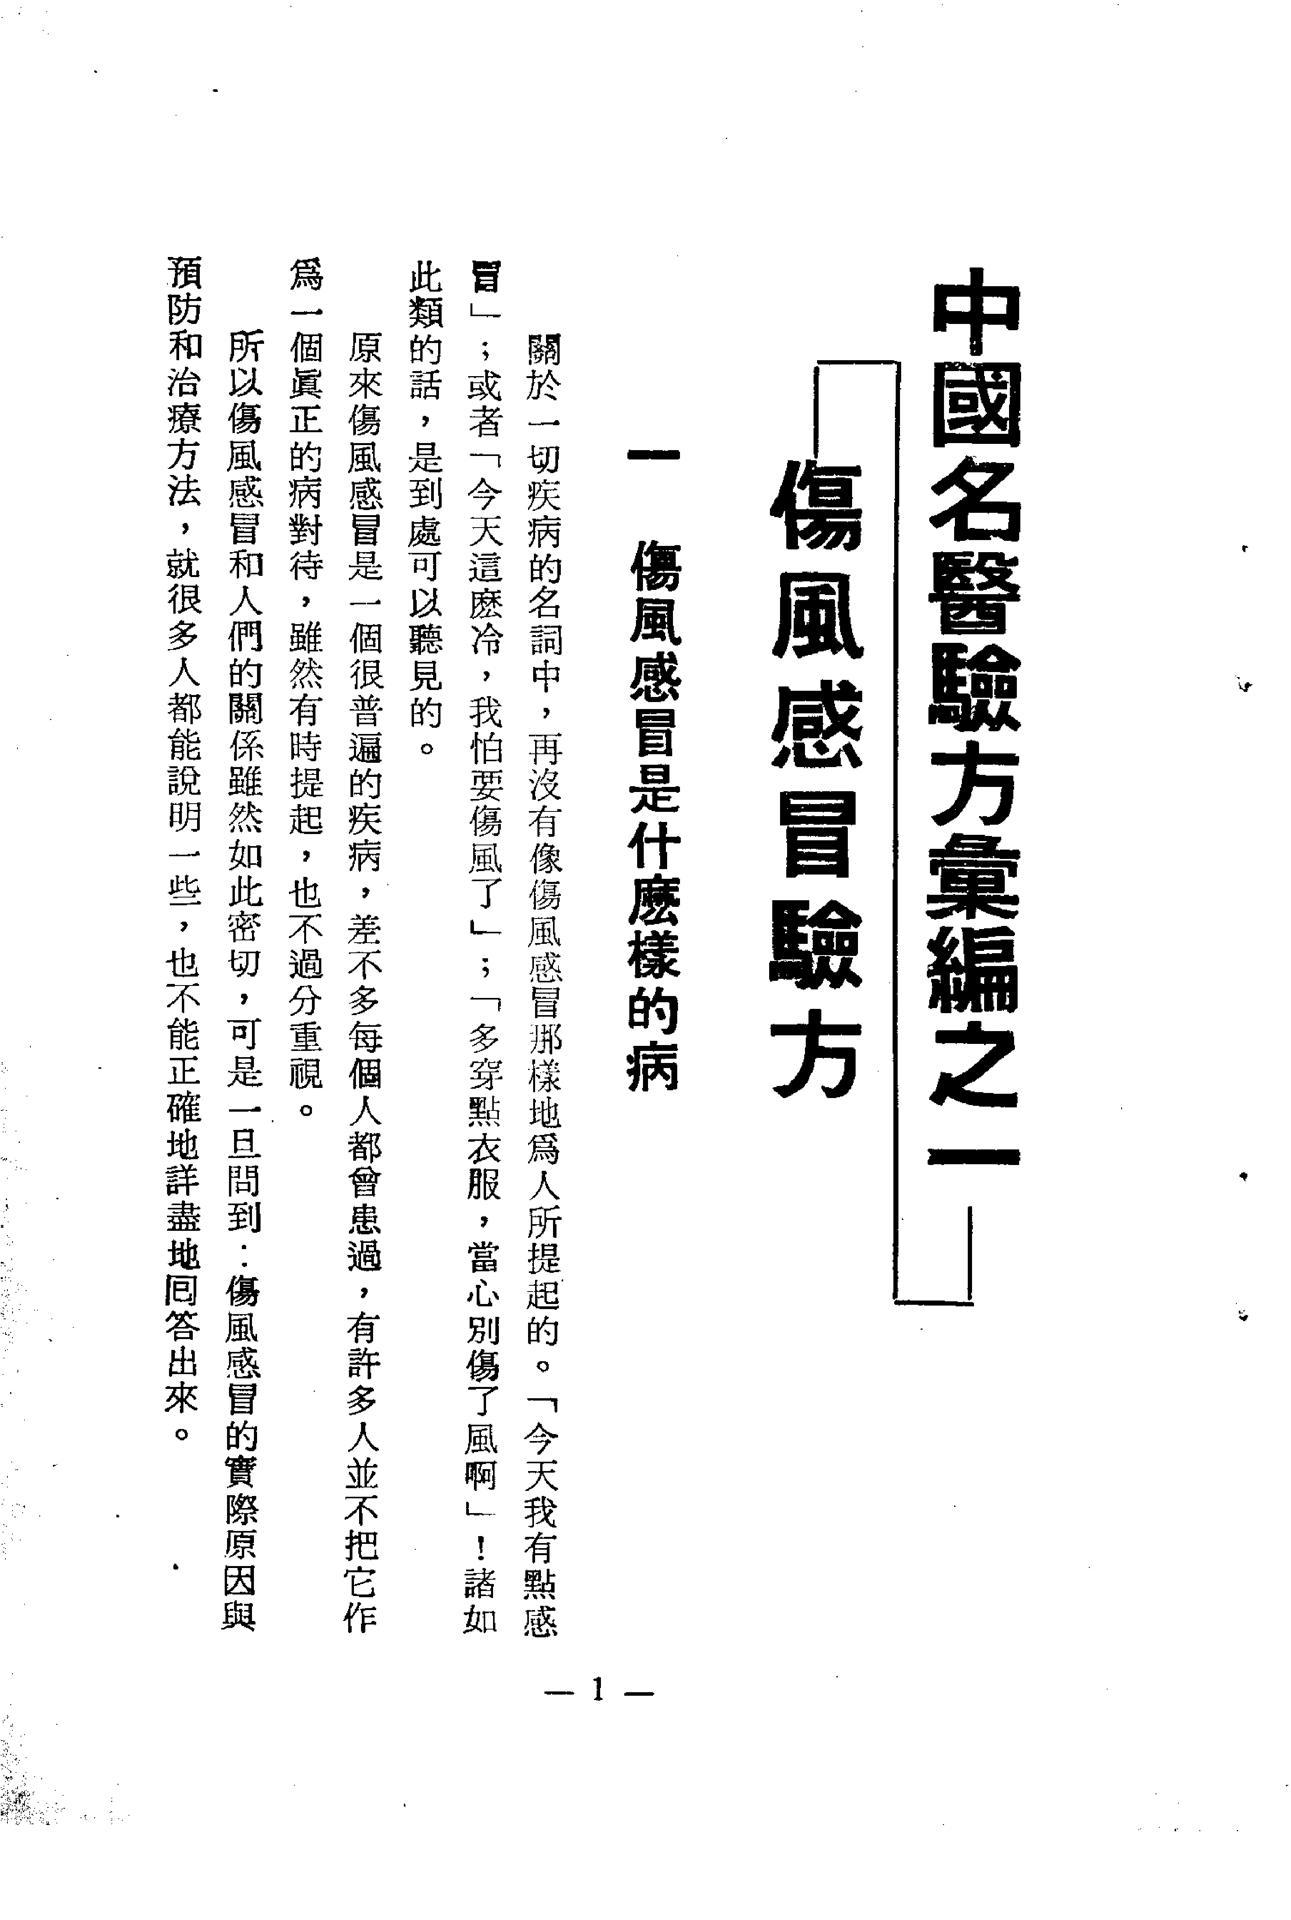 中國名醫驗方彙編之一
傷風感冒驗方
一　傷風感冒是什麽樣的病
關於一切疾病的名詞中，再沒有像傷風感冒那樣地爲人所提起的。「今天我有點感
冒」；或者「今天這麽冷，我怕要傷風了」；「多穿點衣服，當心別傷了風啊」！諸如
此類的話，是到處可以聽見的。
原來傷風感冒是一個很普遍的疾病，差不多每個人都曾患過，有許多人並不把它作
爲一個眞正的病對待，雖然有時提起，也不過分重視。
所以傷風感冒和人們的關係雖然如此密切，可是一旦問到：傷風感冒的實際原因與
預防和治療方法，就很多人都能說明一些，也不能正確地詳盡地囘答出來。
— 1 —